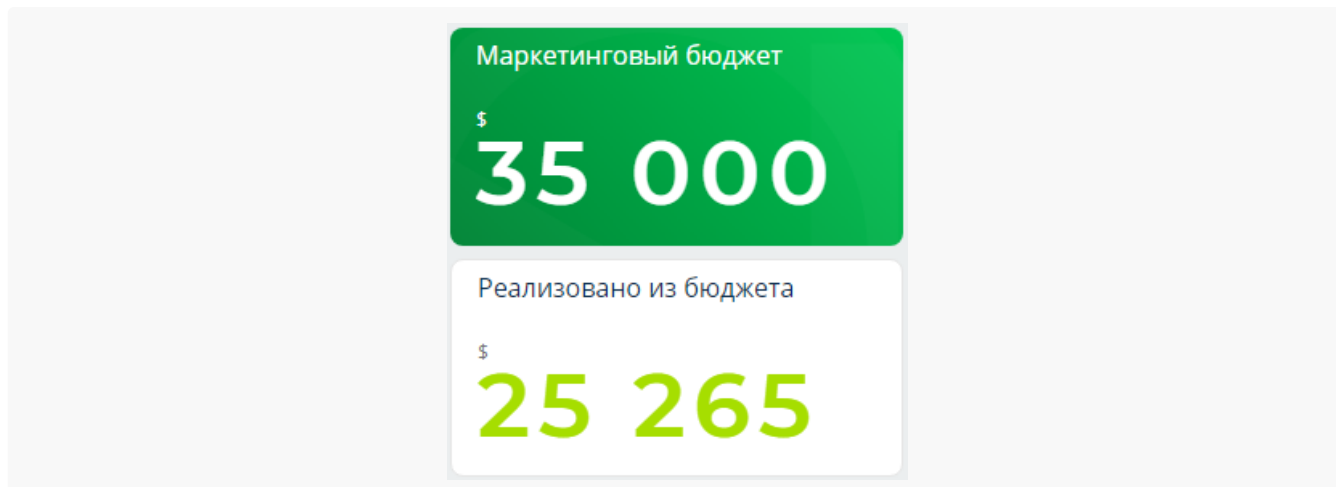 Маркетинговый бюджет
$
35 000
Реализовано из бюджета
$
25 265